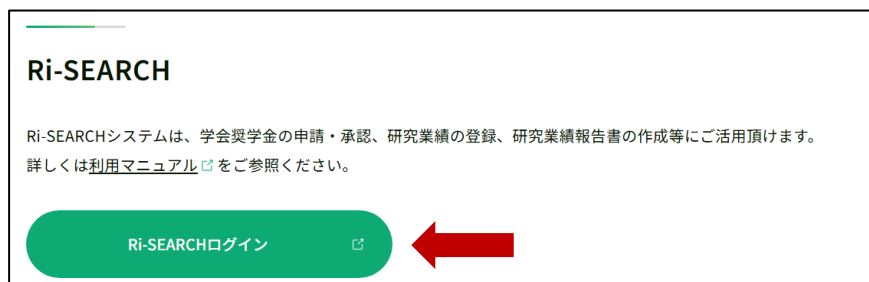 Ri-SEARCH
Ri-SEARCHシステムは、学会奨学金の申請・承認、研究業績の登録、研究業績報告書の作成等にご活用頂けます。
詳しくは利用マニュアルをご参照ください。
Ri-SEARCHログイン